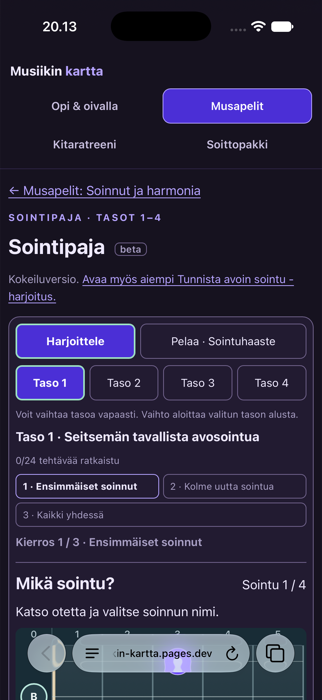 20.13
Musiikin kartta
Opi & oivalla
Musapelit
Kitaratreeni
Soittopakki
← Musapelit: Soinnut ja harmonia
SOINTIPAJA · TASOT 1–4
Sointipaja beta
Kokeiluversio. Avaa myös aiempi Tunnista avoin sointu -
harjoitus.
Harjoittele
Pelaa · Sointuhaaste
Taso 1
Taso 2
Taso 3
Taso 4
Voit vaihtaa tasoa vapaasti. Vaihto aloittaa valitun tason alusta.
Taso 1 · Seitsemän tavallista avosointua
0/24 tehtävää ratkaistu
1 · Ensimmäiset soinnut
2 · Kolme uutta sointua
3 · Kaikki yhdessä
Kierros 1 / 3 · Ensimmäiset soinnut
Mikä sointu?
Sointu 1 / 4
Katso otetta ja valitse soinnun nimi.
0
in-kartta.pages.dev
B